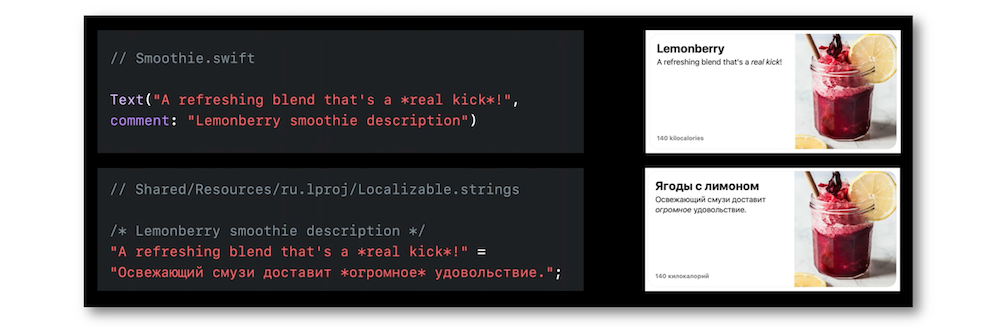 // Smoothie.swift
Text("A refreshing blend that's a *real kick*!",
comment: "Lemonberry smoothie description")
Lemonberry
A refreshing blend that's a real kick!
140 kilocalories
// Shared/Resources/ru.lproj/Localizable.strings
/* Lemonberry smoothie description */
"A refreshing blend that's a *real kick*!" =
"Освежающий смузи доставит *огромное* удовольствие.";
Ягоды с лимоном
Освежающий смузи доставит
огромное удовольствие.
140 килокалорий